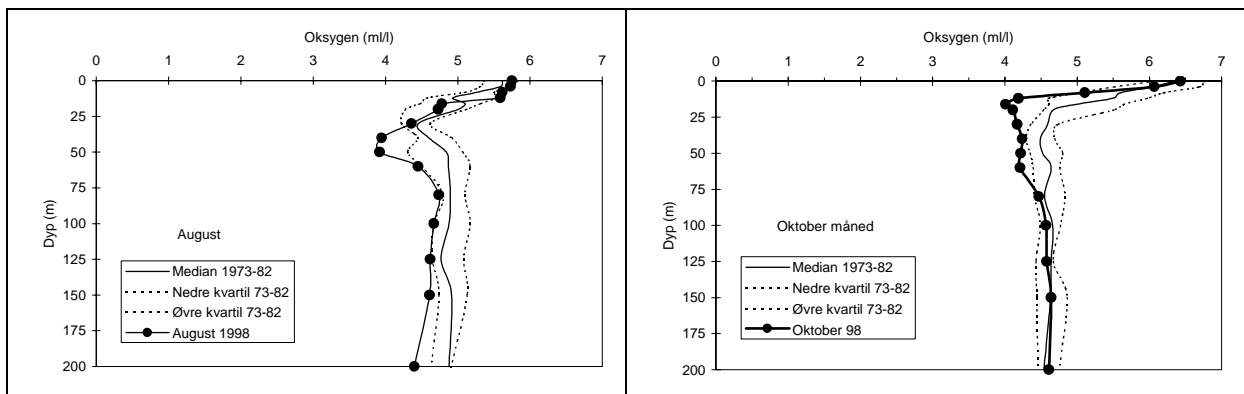 Oksygen (ml/l)
0 1 2 3 4 5 6 7
0
25
50
75
100
125
150
175
200
Dyp (m)
August
Median 1973-82
Nedre kvartil 73-82
Øvre kvartil 73-82
August 1998
Oksygen (ml/l)
0 1 2 3 4 5 6 7
0
25
50
75
100
125
150
175
200
Dyp (m)
Oktober måned
Median 1973-82
Nedre kvartil 73-82
Øvre kvartil 73-82
Oktober 98